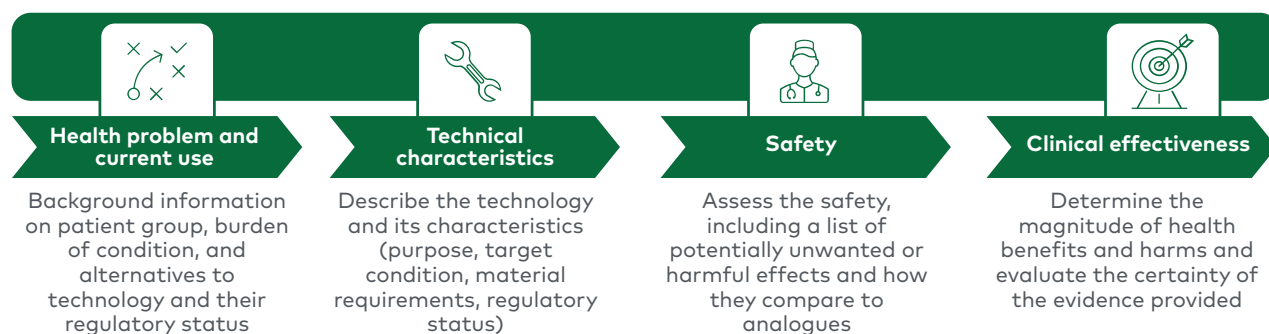 Health problem and
current use
Background information
on patient group, burden
of condition, and
alternatives to
technology and their
regulatory status
Technical
characteristics
Describe the technology
and its characteristics
(purpose, target
condition, material
requirements, regulatory
status)
Safety
Assess the safety,
including a list of
potentially unwanted or
harmful effects and how
they compare to
analogues
Clinical effectiveness
Determine the
magnitude of health
benefits and harms and
evaluate the certainty of
the evidence provided